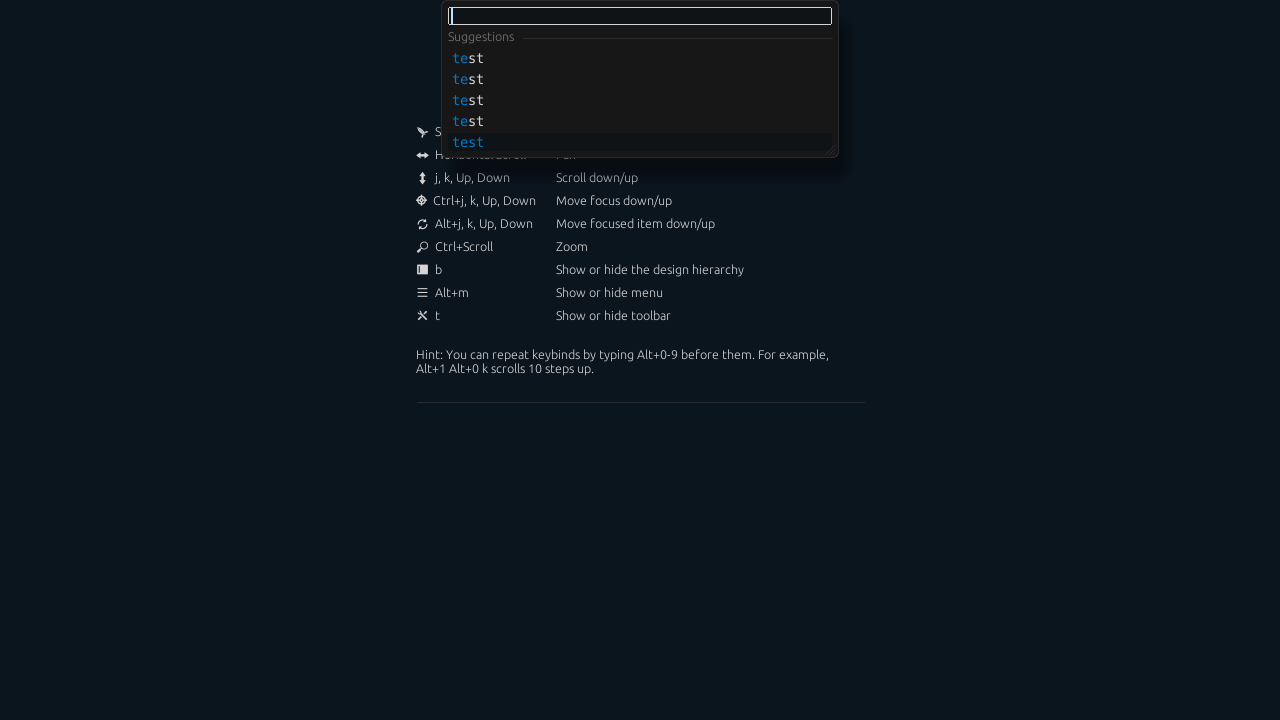 Suggestions
test
test
test
test
test
j, k, Up, Down Scroll down/up
Ctrl+j, k, Up, Down Move focus down/up
Alt+j, k, Up, Down Move focused item down/up
Ctrl+Scroll Zoom
b Show or hide the design hierarchy
Alt+m Show or hide menu
t Show or hide toolbar
Hint: You can repeat keybinds by typing Alt+0-9 before them. For example,
Alt+1 Alt+0 k scrolls 10 steps up.